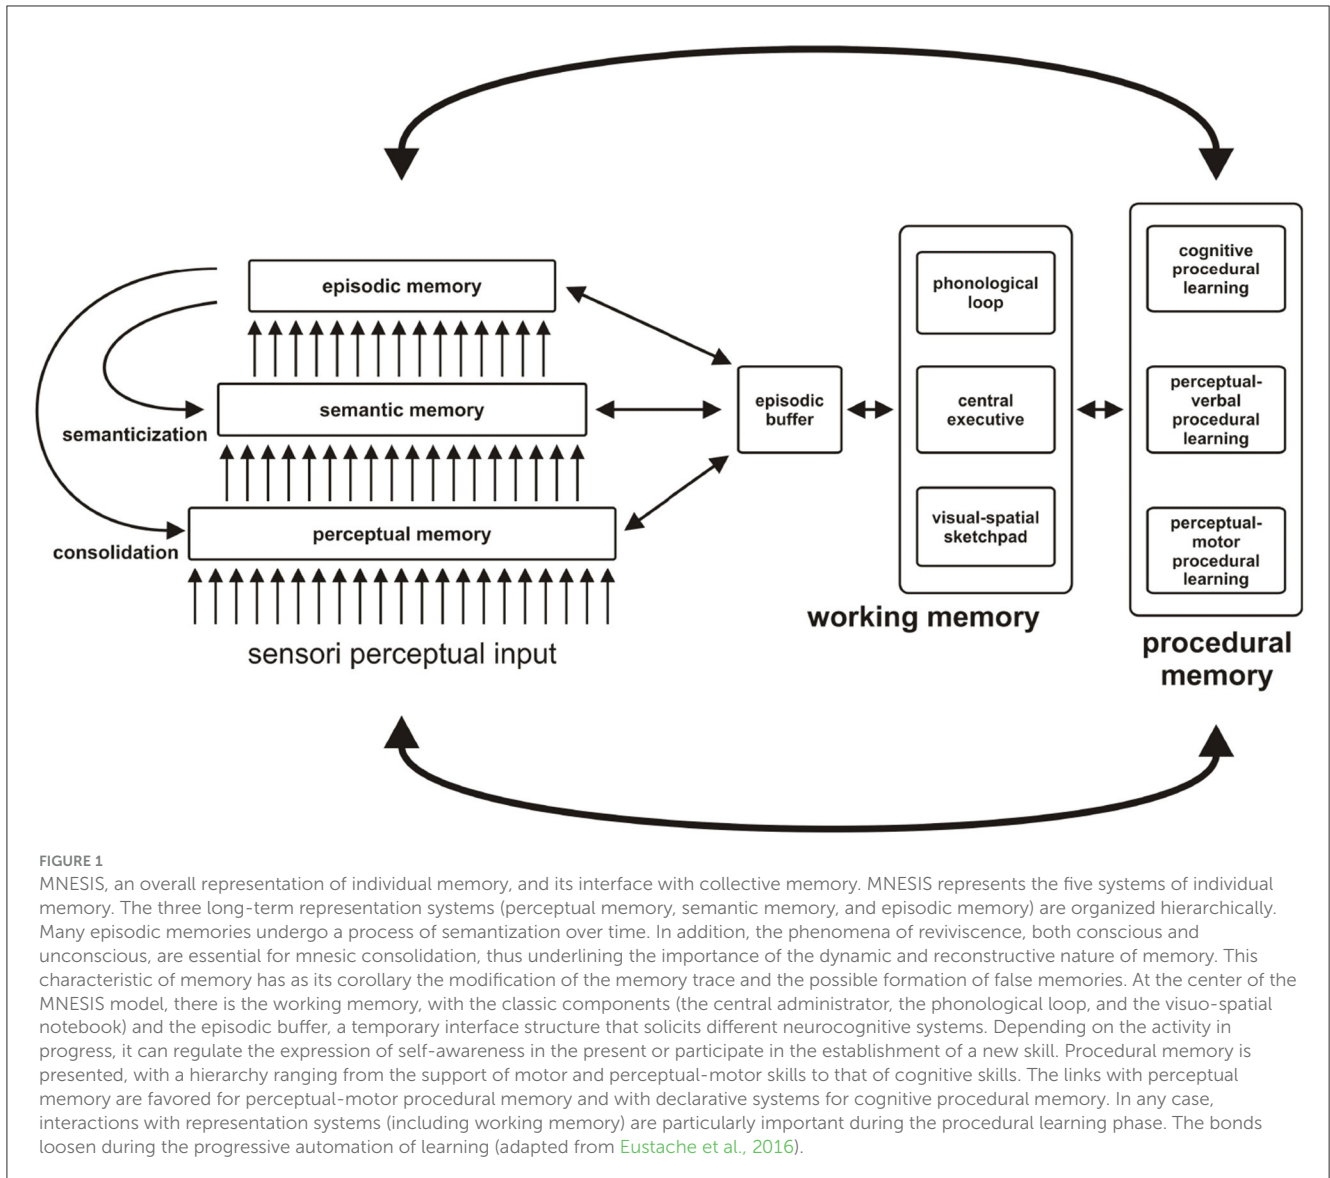 episodic memory
semantic memory
semanticization
perceptual memory
consolidation
sensori perceptual input
episodic
buffer
phonological
loop
central
executive
visual-spatial
sketchpad
working memory
cognitive
procedural
learning
perceptual-
verbal
procedural
learning
perceptual-
motor
procedural
learning
procedural
memory
FIGURE 1
MNESIS, an overall representation of individual memory, and its interface with collective memory. MNESIS represents the five systems of individual
memory. The three long-term representation systems (perceptual memory, semantic memory, and episodic memory) are organized hierarchically.
Many episodic memories undergo a process of semantization over time. In addition, the phenomena of reviviscence, both conscious and
unconscious, are essential for mnesic consolidation, thus underlining the importance of the dynamic and reconstructive nature of memory. This
characteristic of memory has as its corollary the modification of the memory trace and the possible formation of false memories. At the center of the
MNESIS model, there is the working memory, with the classic components (the central administrator, the phonological loop, and the visuo-spatial
notebook) and the episodic buffer, a temporary interface structure that solicits different neurocognitive systems. Depending on the activity in
progress, it can regulate the expression of self-awareness in the present or participate in the establishment of a new skill. Procedural memory is
presented, with a hierarchy ranging from the support of motor and perceptual-motor skills to that of cognitive skills. The links with perceptual
memory are favored for perceptual-motor procedural memory and with declarative systems for cognitive procedural memory. In any case,
interactions with representation systems (including working memory) are particularly important during the procedural learning phase. The bonds
loosen during the progressive automation of learning (adapted from Eustache et al., 2016).